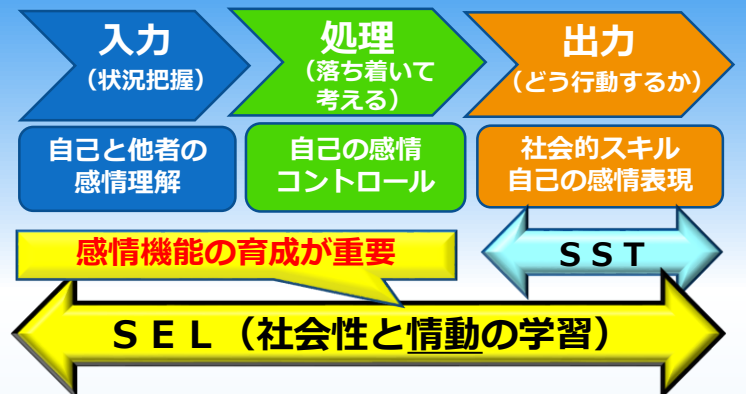 入力
（状況把握）
処理
（落ち着いて
考える）
出力
（どう行動するか）
自己と他者の
感情理解
自己の感情
コントロール
社会的スキル
自己の感情表現
感情機能の育成が重要
ＳＳＴ
ＳＥＬ（社会性と情動の学習）